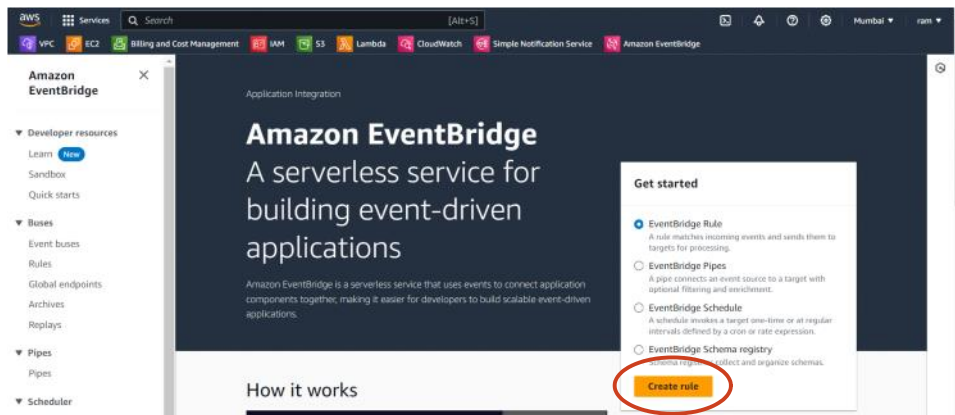 aws
Services
Search
[Alt+S]
Mumbai
ram
VPC
EC2
Billing and Cost Management
IAM
S3
Lambda
CloudWatch
Simple Notification Service
Amazon EventBridge
Amazon
EventBridge
Developer resources
Learn New
Sandbox
Quick starts
Buses
Event buses
Rules
Global endpoints
Archives
Replays
Pipes
Pipes
Scheduler
Application Integration
Amazon EventBridge
A serverless service for
building event-driven
applications
Amazon EventBridge is a serverless service that uses events to connect application
components together, making it easier for developers to build scalable event-driven
applications.
Get started
EventBridge Rule
A rule matches incoming events and sends them to
targets for processing.
EventBridge Pipes
A pipe connects an event source to a target with
optional filtering and enrichment.
EventBridge Schedule
A schedule invokes a target one-time or at regular
intervals defined by a cron or rate expression.
EventBridge Schema registry
Schema registries collect and organize schemas.
Create rule
How it works